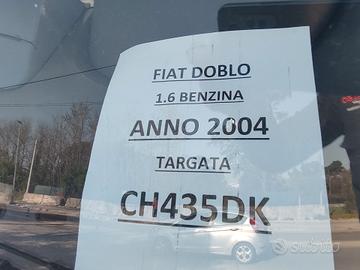 FIAT DOBLO
1.6 BENZINA
ANNO 2004
TARGATA
CH435DK
subito